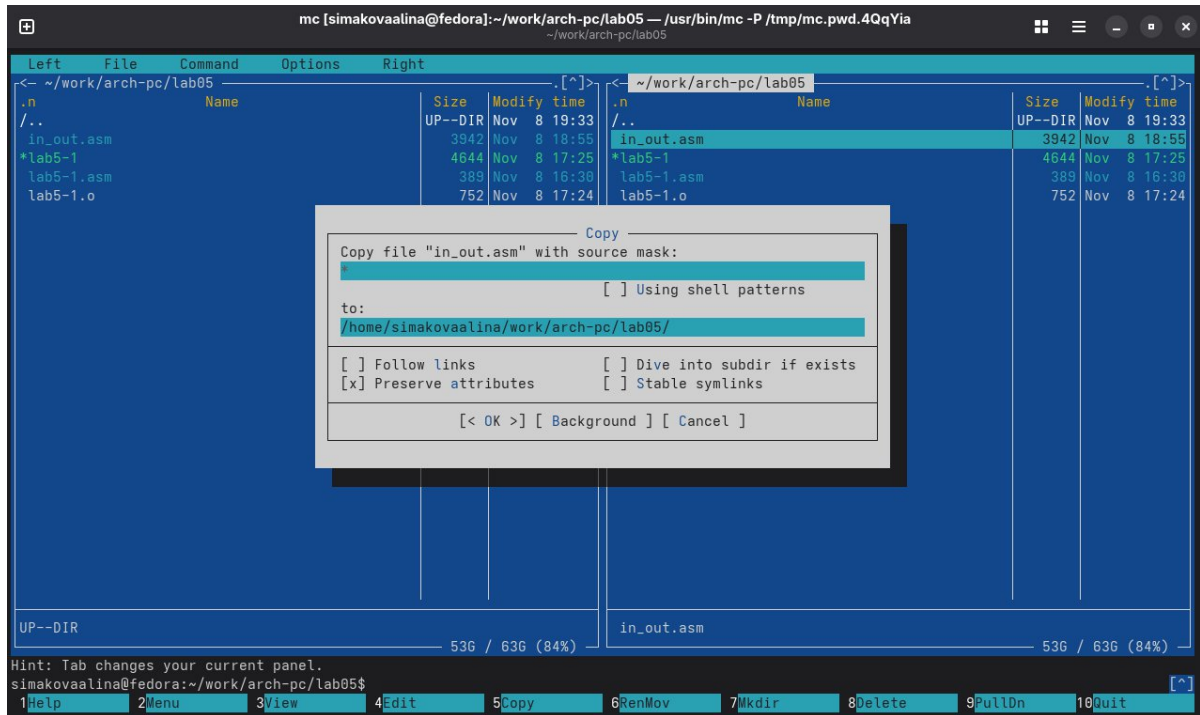 mc [simakovaalina@fedora]:~/work/arch-pc/lab05 — /usr/bin/mc -P /tmp/mc.pwd.4QqYia
~/work/arch-pc/lab05
Left File Command Options Right
<— ~/work/arch-pc/lab05 .[^]> <— ~/work/arch-pc/lab05 .[^]>
.n Name Size Modify time .n Name Size Modify time
/.. UP--DIR Nov 8 19:33 /.. UP--DIR Nov 8 19:33
in_out.asm 3942 Nov 8 18:55 in_out.asm 3942 Nov 8 18:55
*lab5-1 4644 Nov 8 17:25 *lab5-1 4644 Nov 8 17:25
lab5-1.asm 389 Nov 8 16:30 lab5-1.asm 389 Nov 8 16:30
lab5-1.o 752 Nov 8 17:24 lab5-1.o 752 Nov 8 17:24
Copy
Copy file "in_out.asm" with source mask:
*
[ ] Using shell patterns
to:
/home/simakovaalina/work/arch-pc/lab05/
[ ] Follow links [ ] Dive into subdir if exists
[x] Preserve attributes [ ] Stable symlinks
[< OK >] [ Background ] [ Cancel ]
UP--DIR in_out.asm
53G / 63G (84%) 53G / 63G (84%)
Hint: Tab changes your current panel.
simakovaalina@fedora:~/work/arch-pc/lab05$ [^]
1Help 2Menu 3View 4Edit 5Copy 6RenMov 7Mkdir 8Delete 9PullDn 10Quit